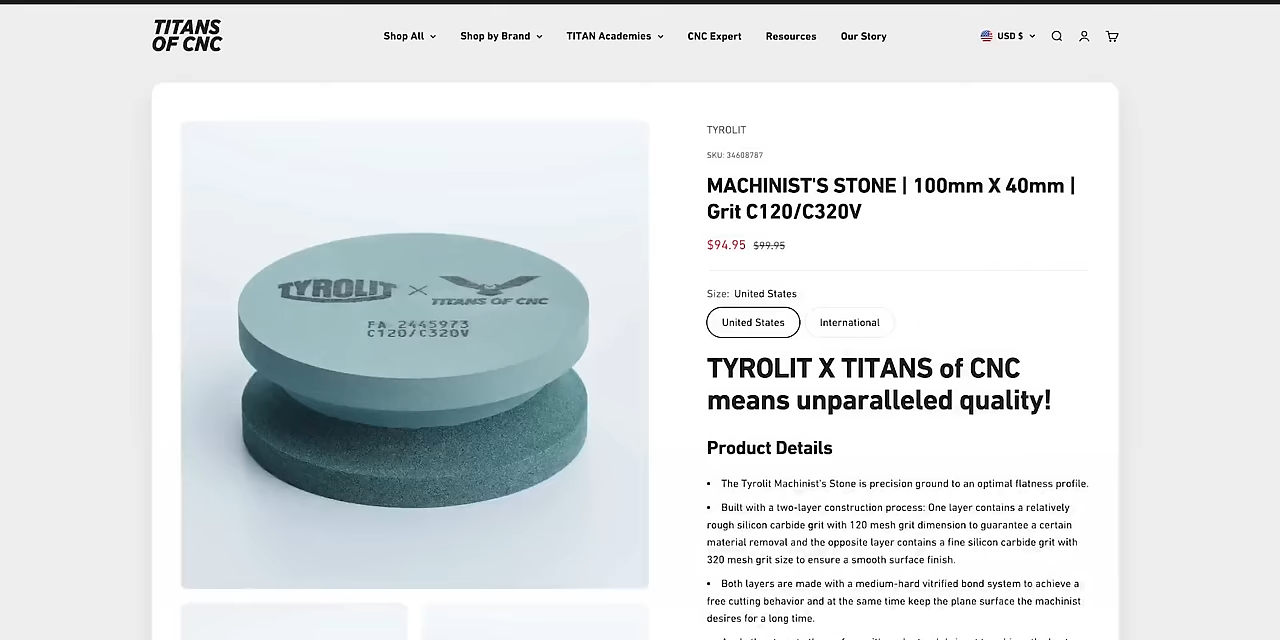 TITANS
OF CNC
Shop All
Shop by Brand
TITAN Academies
CNC Expert
Resources
Our Story
USD $
TYROLIT X TITANS OF CNC
FA 2445973
C120/C320V
TYROLIT
SKU: 34608787
MACHINIST'S STONE | 100mm X 40mm |
Grit C120/C320V
$94.95 $99.95
Size: United States
United States
International
TYROLIT X TITANS of CNC
means unparalleled quality!
Product Details
• The Tyrolit Machinist's Stone is precision ground to an optimal flatness profile.
• Built with a two-layer construction process: One layer contains a relatively
rough silicon carbide grit with 120 mesh grit dimension to guarantee a certain
material removal and the opposite layer contains a fine silicon carbide grit with
320 mesh grit size to ensure a smooth surface finish.
• Both layers are made with a medium-hard vitrified bond system to achieve a
free cutting behavior and at the same time keep the plane surface the machinist
desires for a long time.